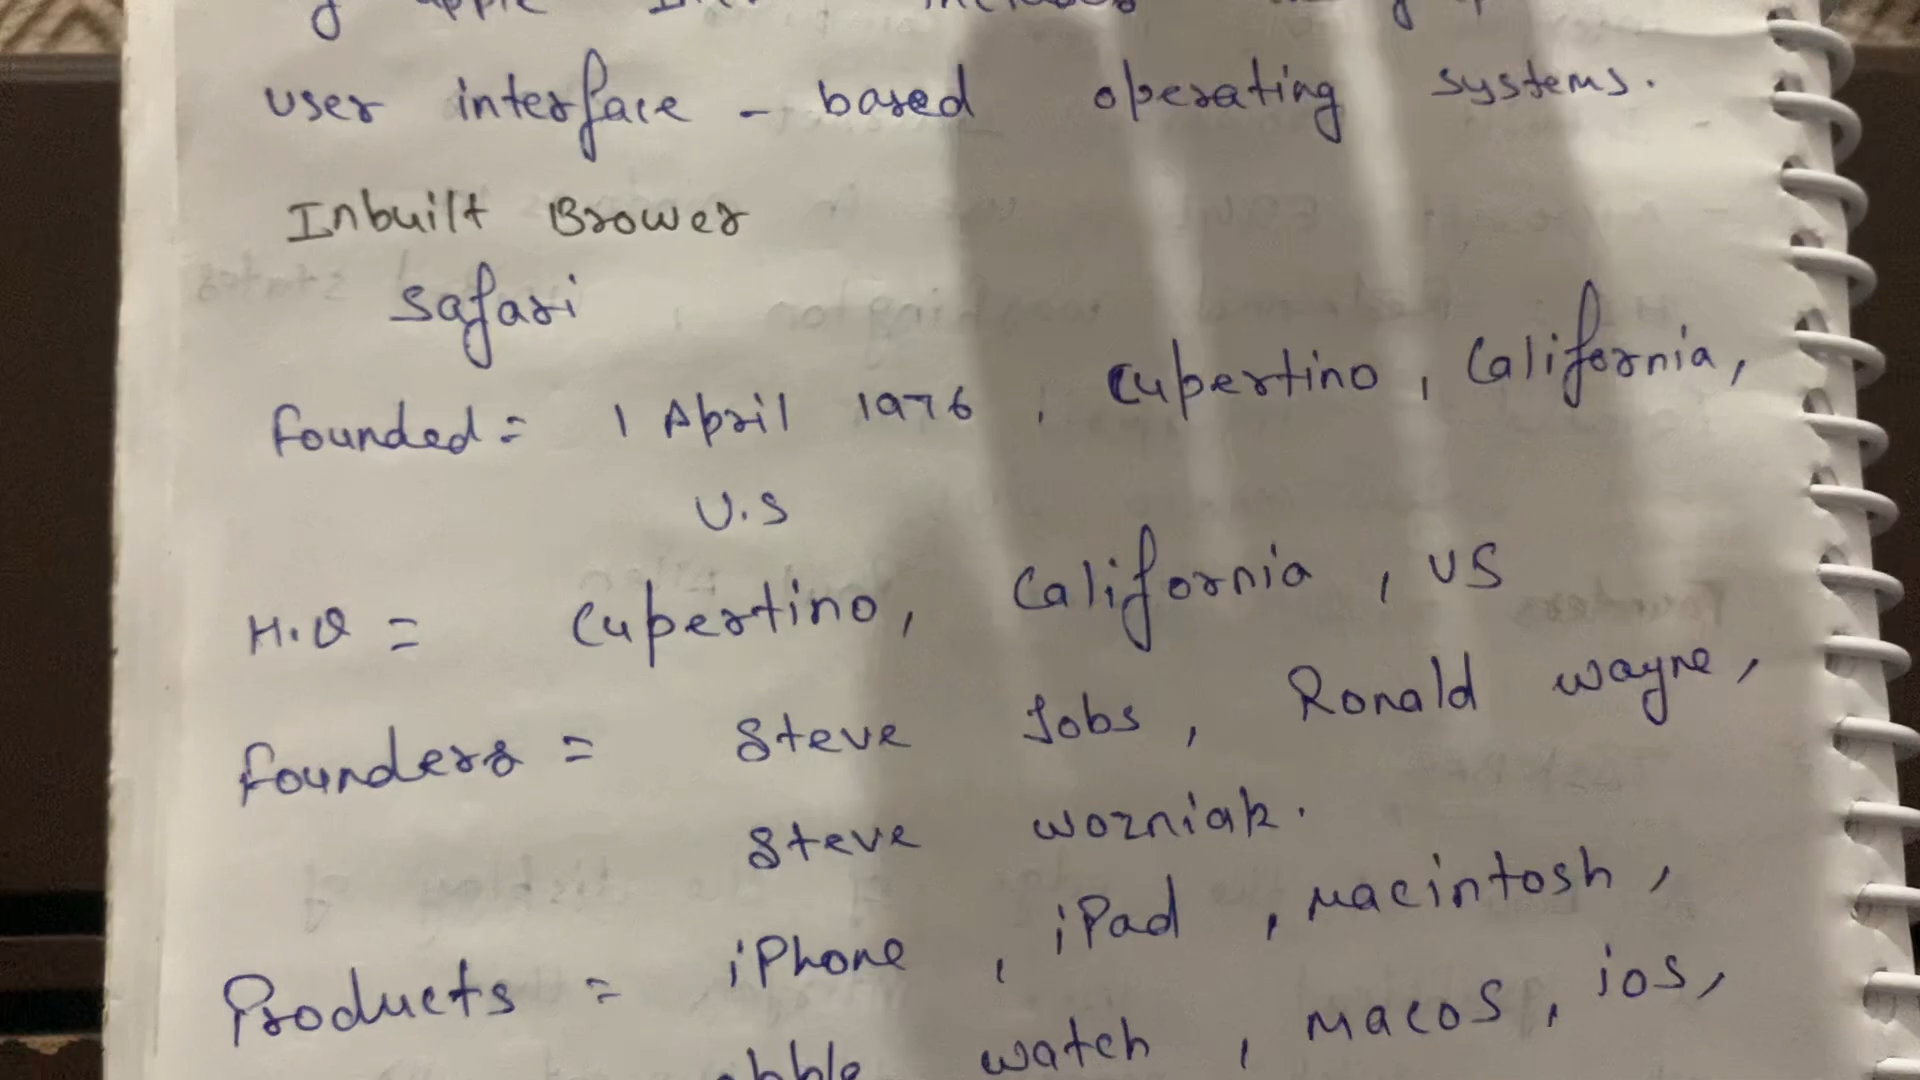 user interface - based operating systems.
Inbuilt Brower
Safari
founded = 1 April 1976, Cupertino, California,
U.S
H.Q = Cupertino, California, US
founders = Steve Jobs, Ronald wayne,
Steve wozniak.
Products = iPhone, iPad, Macintosh,
apple watch, macos, ios,